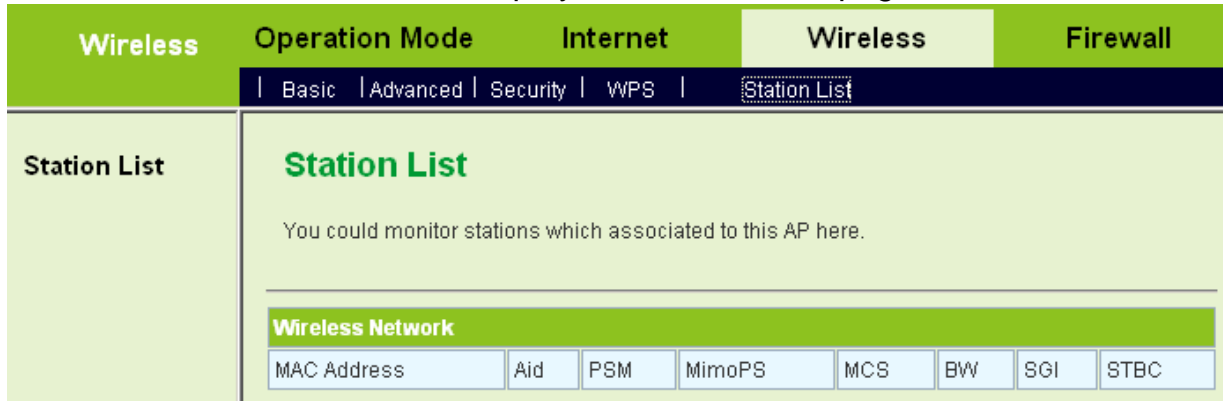 Wireless Operation Mode Internet Wireless Firewall
| Basic | Advanced | Security | WPS | Station List
Station List
Station List
You could monitor stations which associated to this AP here.
Wireless Network
MAC Address Aid PSM MimoPS MCS BW SGI STBC